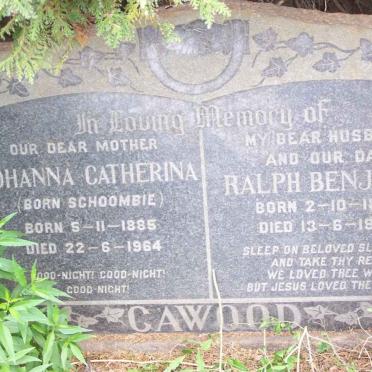 In Loving Memory of
OUR DEAR MOTHER
OHANNA CATHERINA
(BORN SCHOOMBIE)
BORN 5-11-1885
DIED 22-6-1964
GOOD-NIGHT! GOOD-NIGHT!
GOOD-NIGHT!
MY DEAR HUSB
AND OUR DA
RALPH BENJ
BORN 2-10-1
DIED 13-6-19
SLEEP ON BELOVED SL
AND TAKE THY RE
WE LOVED THEE W
BUT JESUS LOVED THE
CAWOOD